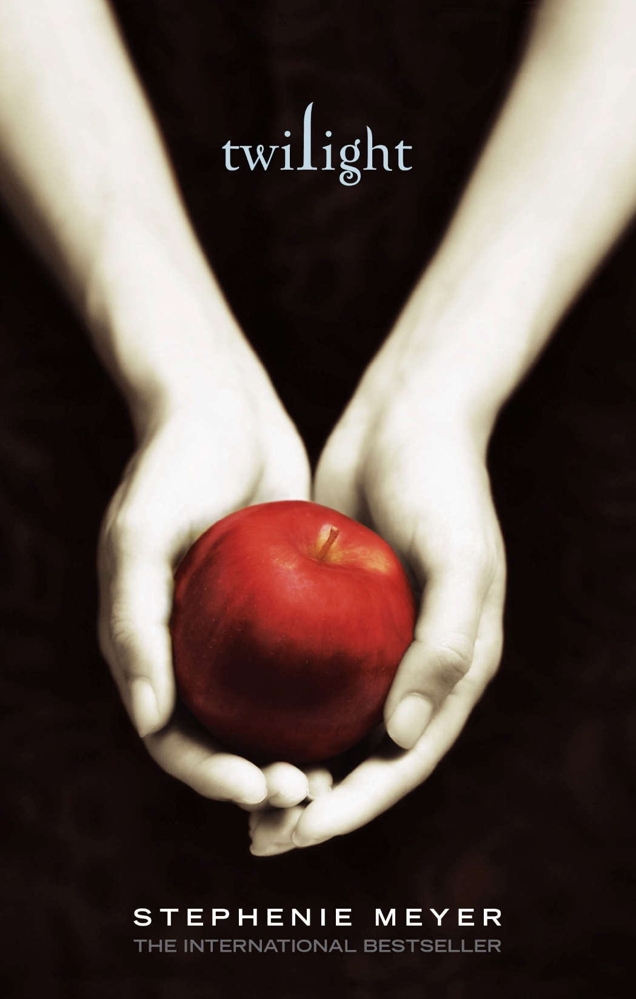 twilight
STEPHENIE MEYER
THE INTERNATIONAL BESTSELLER